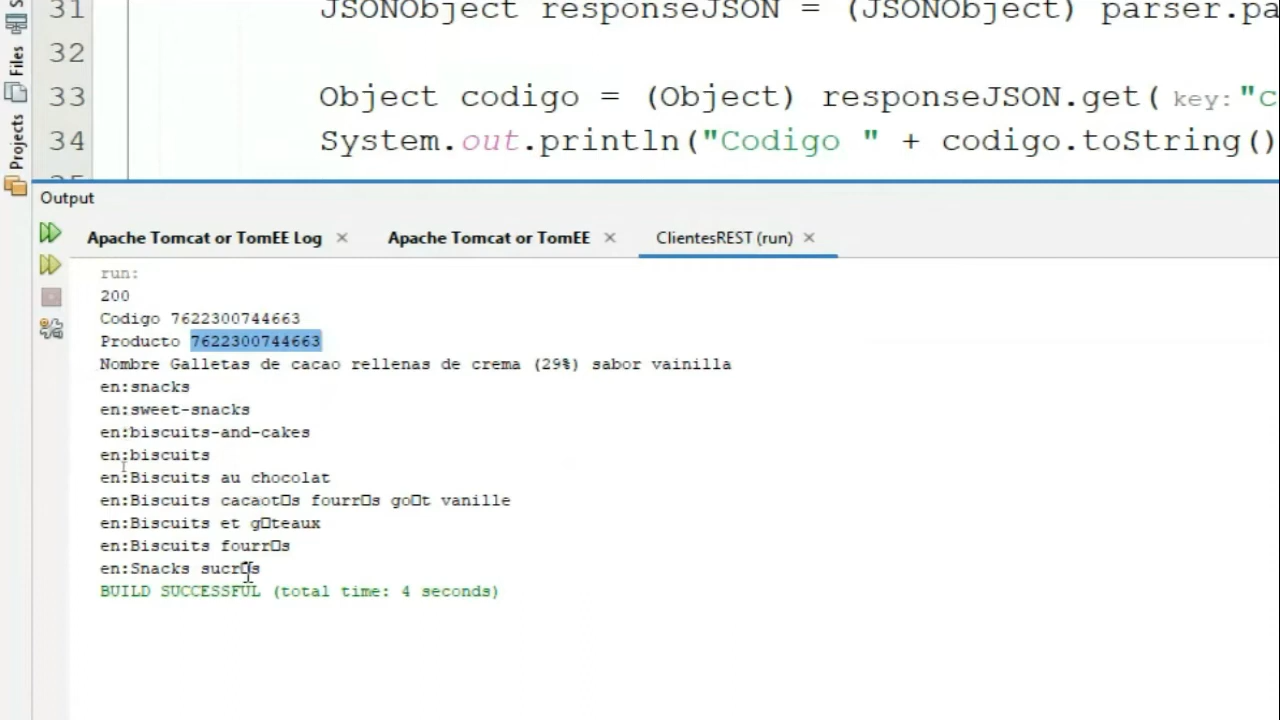 31 JSONObject responseJSON = (JSONObject) parser.pa
32
33 Object codigo = (Object) responseJSON.get( key: "c
34 System.out.println("Codigo " + codigo.toString()
Files
Projects
Output
Apache Tomcat or TomEE Log × Apache Tomcat or TomEE × ClientesREST (run) ×
run:
200
Codigo 7622300744663
Producto 7622300744663
Nombre Galletas de cacao rellenas de crema (29%) sabor vainilla
en:snacks
en:sweet-snacks
en:biscuits-and-cakes
en:biscuits
en:Biscuits au chocolat
en:Biscuits cacaot□s fourr□s go□t vanille
en:Biscuits et g□teaux
en:Biscuits fourr□s
en:Snacks sucr□s
BUILD SUCCESSFUL (total time: 4 seconds)